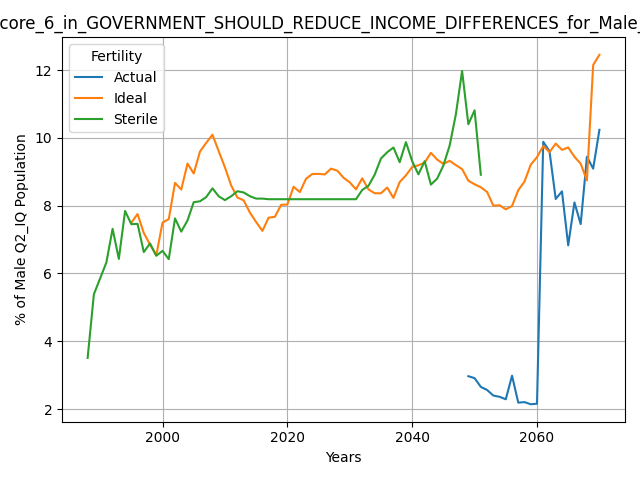 core_6_in_GOVERNMENT_SHOULD_REDUCE_INCOME_DIFFERENCES_for_Male_
Fertility
Actual
Ideal
Sterile
% of Male Q2_IQ Population
12
10
8
6
4
2
2000
2020
2040
2060
Years